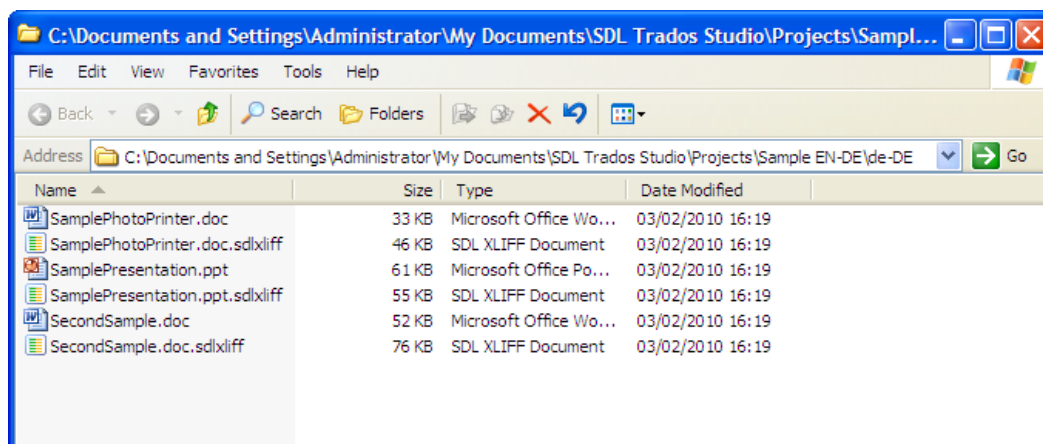 C:\Documents and Settings\Administrator\My Documents\SDL Trados Studio\Projects\Sampl...
File Edit View Favorites Tools Help
Back Search Folders
Address C:\Documents and Settings\Administrator\My Documents\SDL Trados Studio\Projects\Sample EN-DE\de-DE Go
Name Size Type Date Modified
SamplePhotoPrinter.doc 33 KB Microsoft Office Wo... 03/02/2010 16:19
SamplePhotoPrinter.doc.sdlxliff 46 KB SDL XLIFF Document 03/02/2010 16:19
SamplePresentation.ppt 61 KB Microsoft Office Po... 03/02/2010 16:19
SamplePresentation.ppt.sdlxliff 55 KB SDL XLIFF Document 03/02/2010 16:19
SecondSample.doc 52 KB Microsoft Office Wo... 03/02/2010 16:19
SecondSample.doc.sdlxliff 76 KB SDL XLIFF Document 03/02/2010 16:19